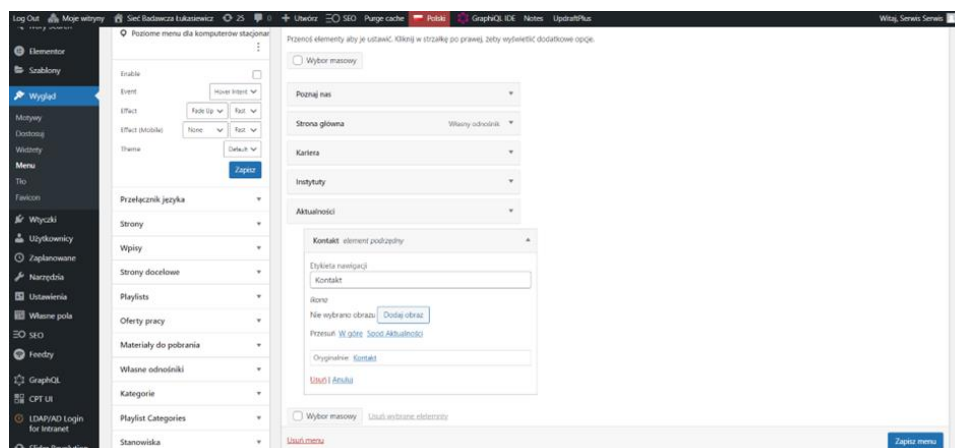 Log Out Moje witryny Sieć Badawcza Łukasiewicz 25 0 Utwórz SEO Purge cache Polski GraphiQL IDE Notes UpdraftPlus Witaj, Serwis Serwis
Elementor
Szablony
Wygląd
Motywy
Dostosuj
Widżety
Menu
Tło
Favicon
Wtyczki
Użytkownicy
Zaplanowane
Narzędzia
Ustawienia
Własne pola
SEO
Feedzy
GraphQL
CPT UI
LDAP/AD Login
for Intranet
Poziome menu dla komputerów stacjonar
Enable
Event Hover Intent
Effect Fade Up Fast
Effect (Mobile) None Fast
Theme Default
Zapisz
Przełącznik języka
Strony
Wpisy
Strony docelowe
Playlists
Oferty pracy
Materiały do pobrania
Własne odnośniki
Kategorie
Playlist Categories
Stanowiska
Przenoś elementy aby je ustawić. Kliknij w strzałkę po prawej, żeby wyświetlić dodatkowe opcje.
Wybór masowy
Poznaj nas
Strona główna Własny odnośnik
Kariera
Instytuty
Aktualności
Kontakt element podrzędny
Etykieta nawigacji
Kontakt
Ikona
Nie wybrano obrazu Dodaj obraz
Przesuń W górę Spod Aktualności
Oryginalnie: Kontakt
Usuń | Anuluj
Wybór masowy Usuń wybrane elementy
Usuń menu Zapisz menu